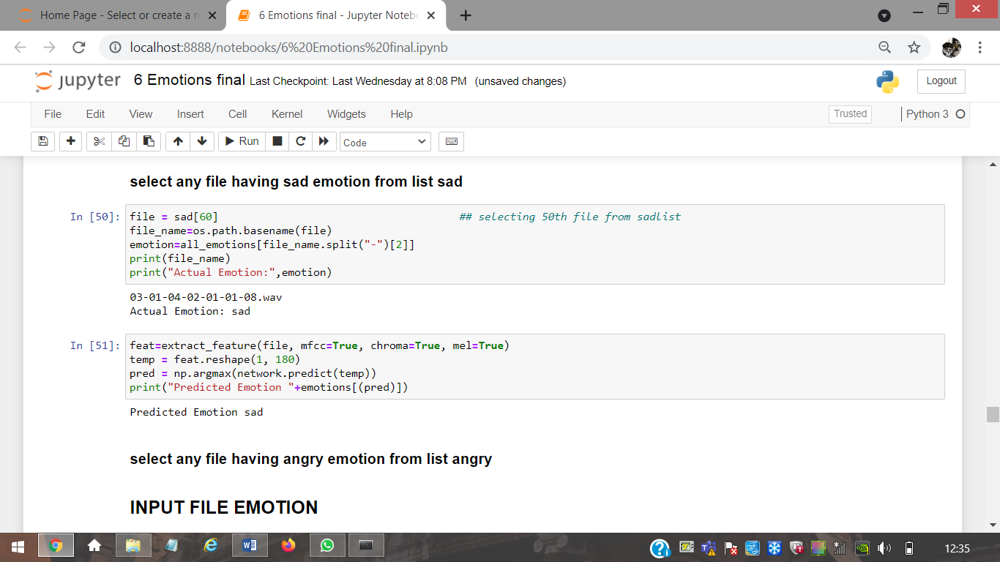 Home Page - Select or create a n
6 Emotions final - Jupyter Notebo
localhost:8888/notebooks/6%20Emotions%20final.ipynb
jupyter 6 Emotions final Last Checkpoint: Last Wednesday at 8:08 PM (unsaved changes)
Logout
File Edit View Insert Cell Kernel Widgets Help
Trusted
Python 3
Run
Code
select any file having sad emotion from list sad
In [50]: file = sad[60] ## selecting 50th file from sadlist
file_name=os.path.basename(file)
emotion=all_emotions[file_name.split("-")[2]]
print(file_name)
print("Actual Emotion:",emotion)
03-01-04-02-01-01-08.wav
Actual Emotion: sad
In [51]: feat=extract_feature(file, mfcc=True, chroma=True, mel=True)
temp = feat.reshape(1, 180)
pred = np.argmax(network.predict(temp))
print("Predicted Emotion "+emotions[(pred)])
Predicted Emotion sad
select any file having angry emotion from list angry
INPUT FILE EMOTION
12:35